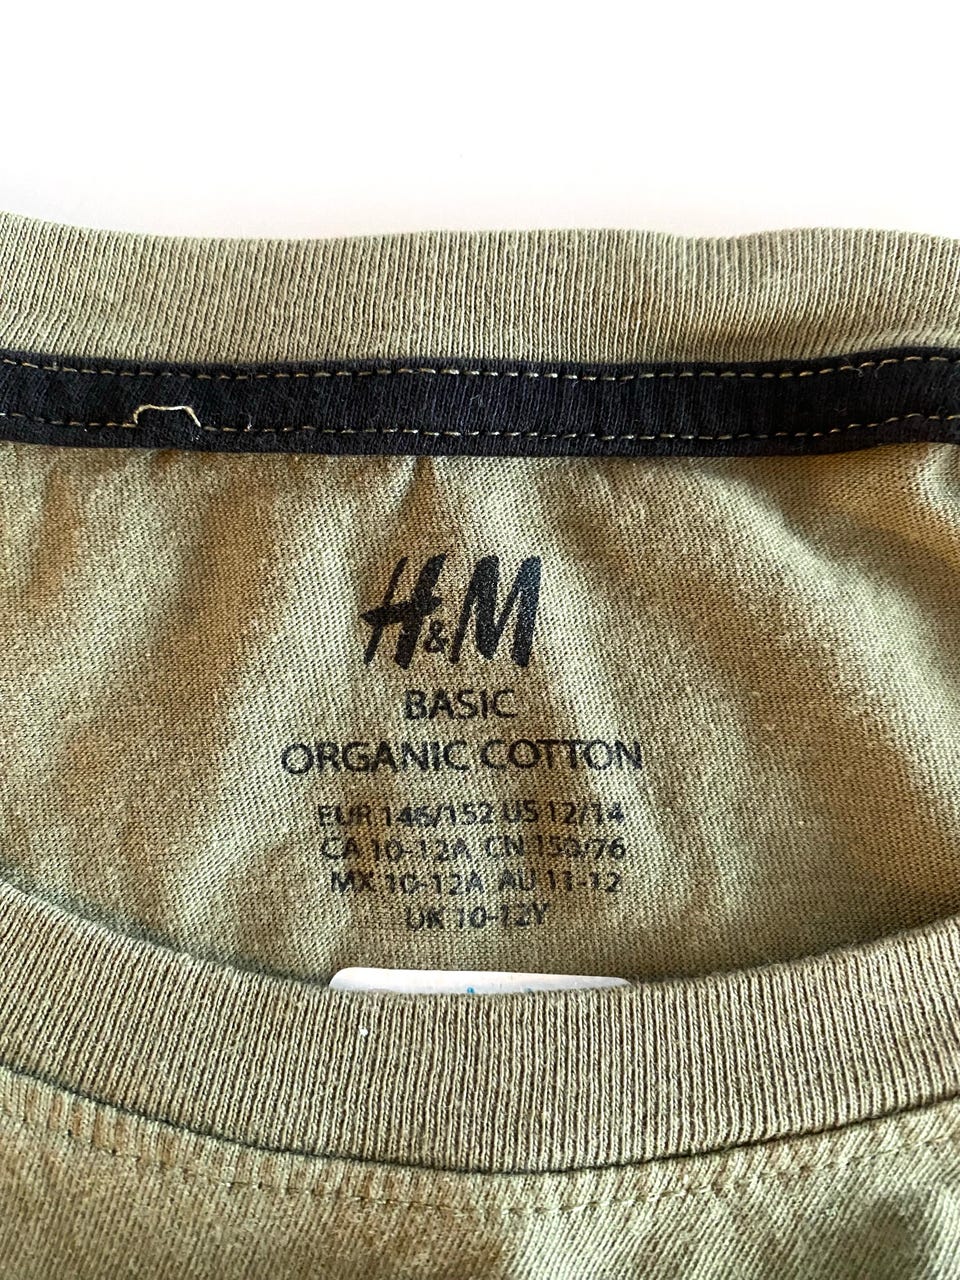 H&M
BASIC
ORGANIC COTTON
EUR 146/152 US 12/14
CA 10-12A CN 155/76
MX 10-12A AU 11-12
UK 10-12Y